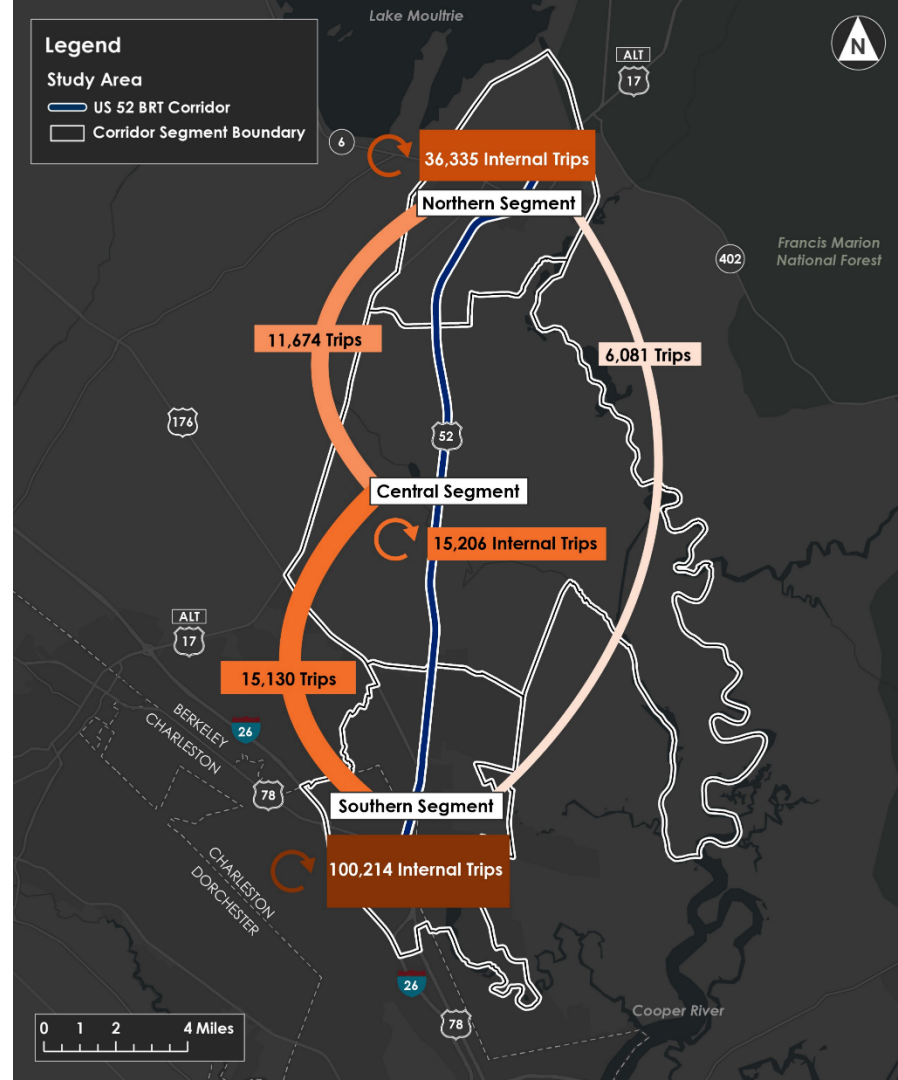 Lake Moultrie
Legend
Study Area
US 52 BRT Corridor
Corridor Segment Boundary
N
ALT
17
6
36,335 Internal Trips
Northern Segment
Francis Marion
National Forest
402
11,674 Trips
6,081 Trips
176
52
Central Segment
15,206 Internal Trips
ALT
17
15,130 Trips
BERKELEY
CHARLESTON
26
78
Southern Segment
100,214 Internal Trips
CHARLESTON
DORCHESTER
26
78
Cooper River
0 1 2 4 Miles